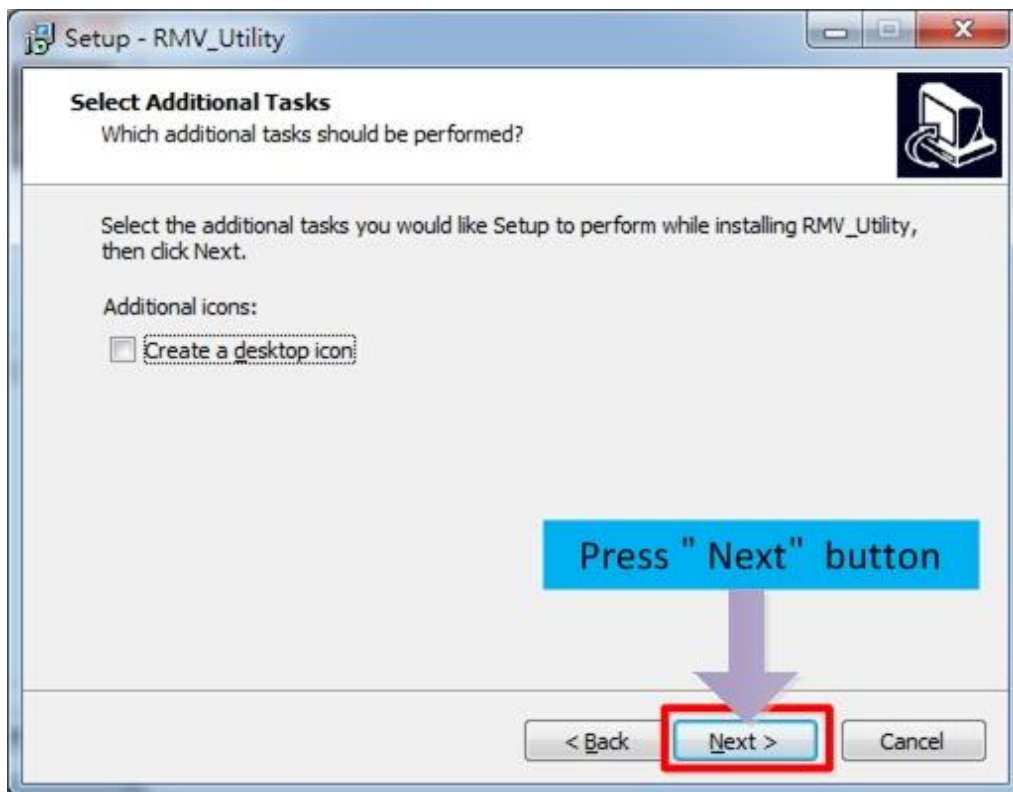 Setup - RMV_Utility
Select Additional Tasks
Which additional tasks should be performed?
Select the additional tasks you would like Setup to perform while installing RMV_Utility,
then click Next.
Additional icons:
Create a desktop icon
Press " Next" button
< Back
Next >
Cancel